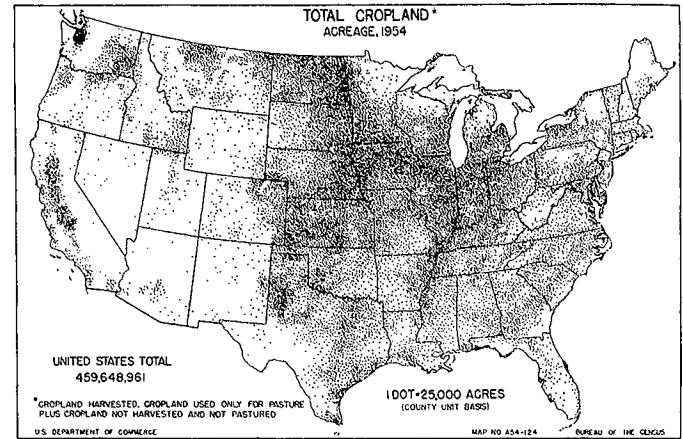 TOTAL CROPLAND*
ACREAGE, 1954
UNITED STATES TOTAL
459,648,961
*CROPLAND HARVESTED, CROPLAND USED ONLY FOR PASTURE
PLUS CROPLAND NOT HARVESTED AND NOT PASTURED
1 DOT=25,000 ACRES
(COUNTY UNIT BASIS)
U.S. DEPARTMENT OF COMMERCE
MAP NO. A54-124
BUREAU OF THE CENSUS